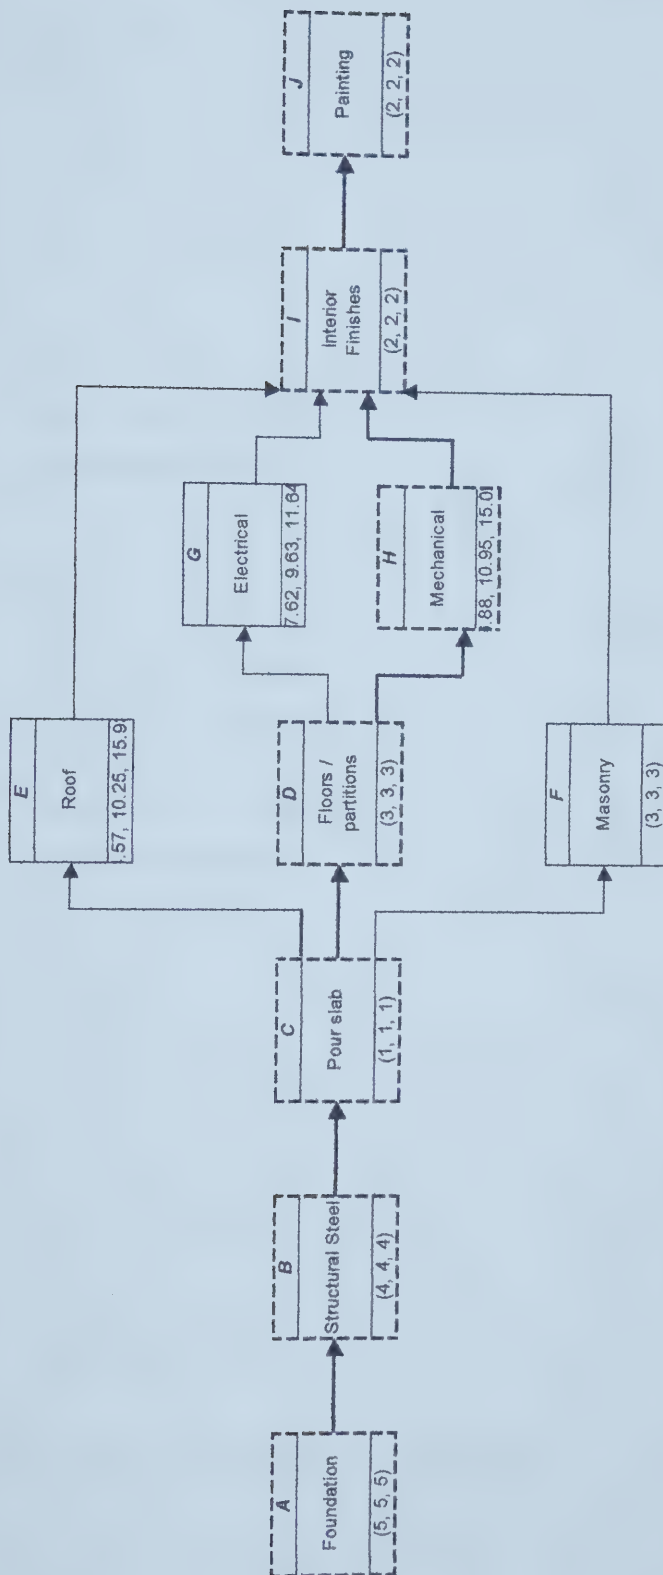 A
Foundation
(5, 5, 5)
B
Structural Steel
(4, 4, 4)
C
Pour slab
(1, 1, 1)
E
Roof
.57, 10.25, 15.9
D
Floors /
partitions
(3, 3, 3)
F
Masonry
(3, 3, 3)
G
Electrical
7.62, 9.63, 11.64
H
Mechanical
.88, 10.95, 15.0
I
Interior
Finishes
(2, 2, 2)
J
Painting
(2, 2, 2)